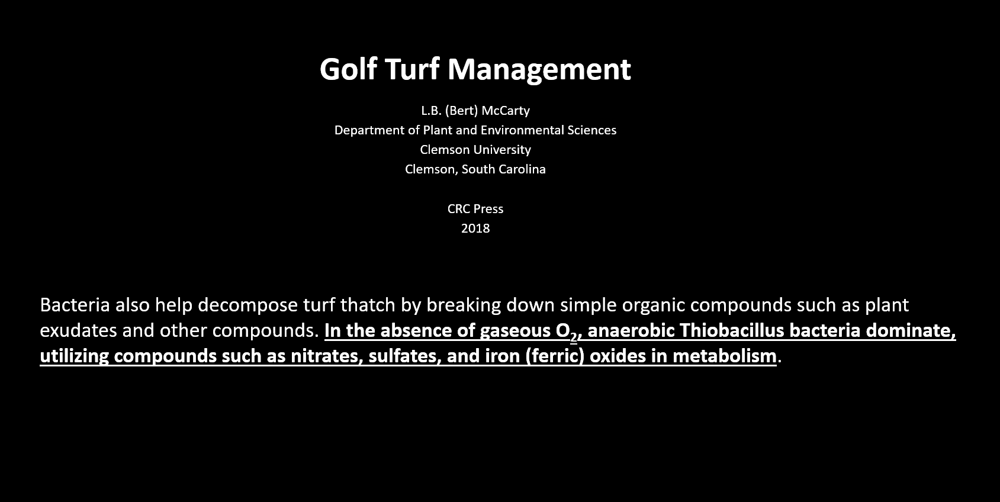 Golf Turf Management
L.B. (Bert) McCarty
Department of Plant and Environmental Sciences
Clemson University
Clemson, South Carolina
CRC Press
2018
Bacteria also help decompose turf thatch by breaking down simple organic compounds such as plant
exudates and other compounds. In the absence of gaseous O₂, anaerobic Thiobacillus bacteria dominate,
utilizing compounds such as nitrates, sulfates, and iron (ferric) oxides in metabolism.